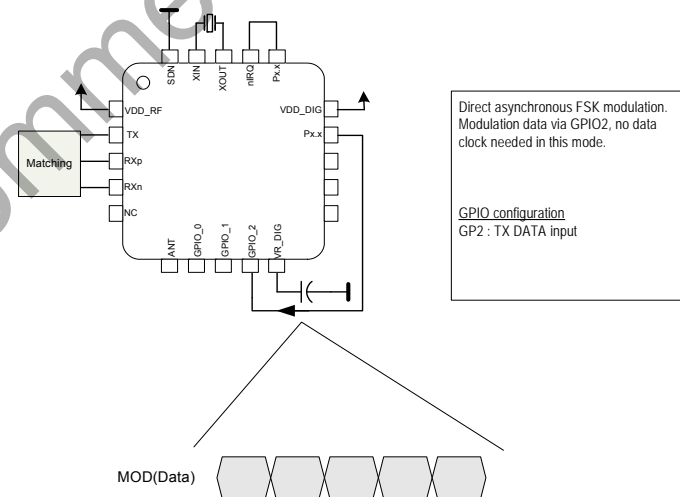 SDN
XIN
XOUT
nIRQ
Px.x
VDD_RF
TX
RXp
RXn
NC
Matching
VDD_DIG
Px.x
ANT
GPIO_0
GPIO_1
GPIO_2
VR_DIG
Direct asynchronous FSK modulation.
Modulation data via GPIO2, no data
clock needed in this mode.
GPIO configuration
GP2 : TX DATA input
MOD(Data)